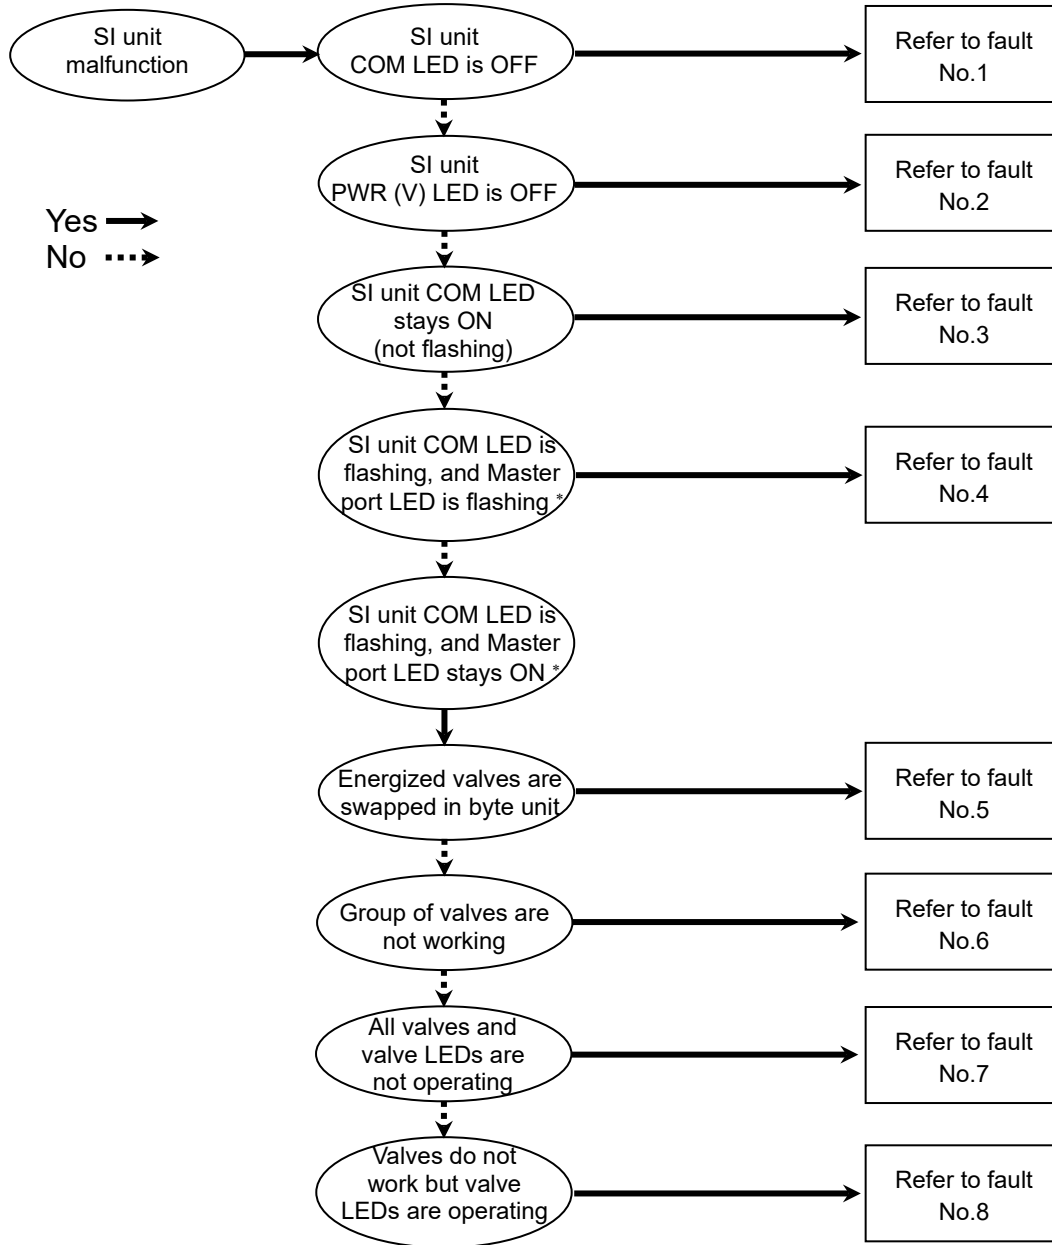 SI unit
malfunction
SI unit
COM LED is OFF
Refer to fault
No.1
SI unit
PWR (V) LED is OFF
Refer to fault
No.2
Yes
No
SI unit COM LED
stays ON
(not flashing)
Refer to fault
No.3
SI unit COM LED is
flashing, and Master
port LED is flashing *
Refer to fault
No.4
SI unit COM LED is
flashing, and Master
port LED stays ON *
Energized valves are
swapped in byte unit
Refer to fault
No.5
Group of valves are
not working
Refer to fault
No.6
All valves and
valve LEDs are
not operating
Refer to fault
No.7
Valves do not
work but valve
LEDs are operating
Refer to fault
No.8